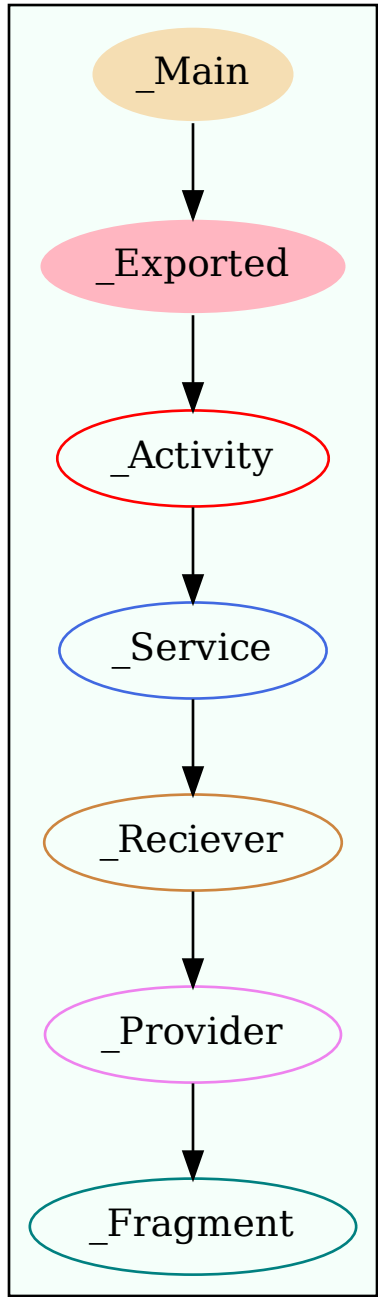 _Main
_Exported
_Activity
_Service
_Reciever
_Provider
_Fragment